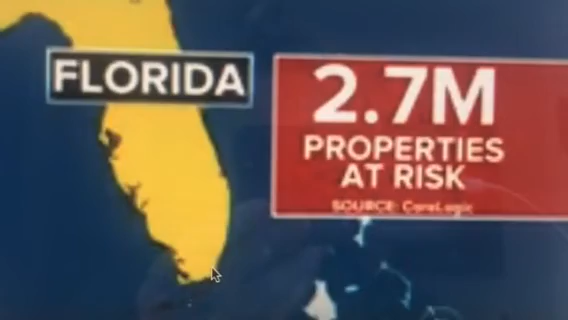 FLORIDA
2.7M
PROPERTIES
AT RISK
SOURCE: CoreLogic